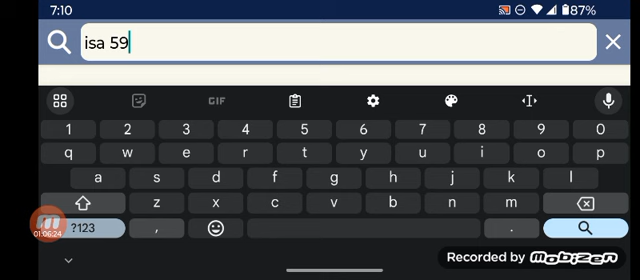 7:10 87%
isa 59
GIF
1 2 3 4 5 6 7 8 9 0
q w e r t y u i o p
a s d f g h j k l
z x c v b n m
?123 , .
01:06:24
Recorded by Mobizen